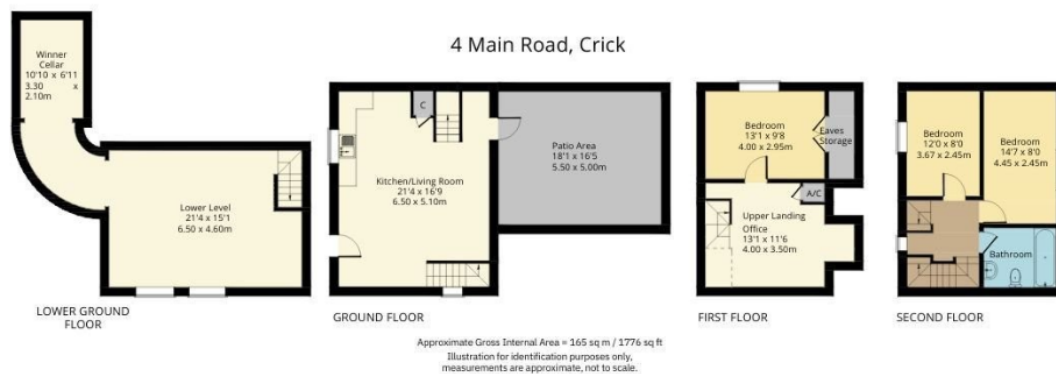 4 Main Road, Crick
Winner
Cellar
10'10 x 6'11
3.30 x
2.10m
Lower Level
21'4 x 15'1
6.50 x 4.60m
LOWER GROUND
FLOOR
C
Kitchen/Living Room
21'4 x 16'9
6.50 x 5.10m
Patio Area
18'1 x 16'5
5.50 x 5.00m
GROUND FLOOR
Bedroom
13'1 x 9'8
4.00 x 2.95m
Eaves
Storage
A/C
Upper Landing
Office
13'1 x 11'6
4.00 x 3.50m
FIRST FLOOR
Bedroom
12'0 x 8'0
3.67 x 2.45m
Bedroom
14'7 x 8'0
4.45 x 2.45m
Bathroom
SECOND FLOOR
Approximate Gross Internal Area = 165 sq m / 1776 sq ft
Illustration for identification purposes only,
measurements are approximate, not to scale.